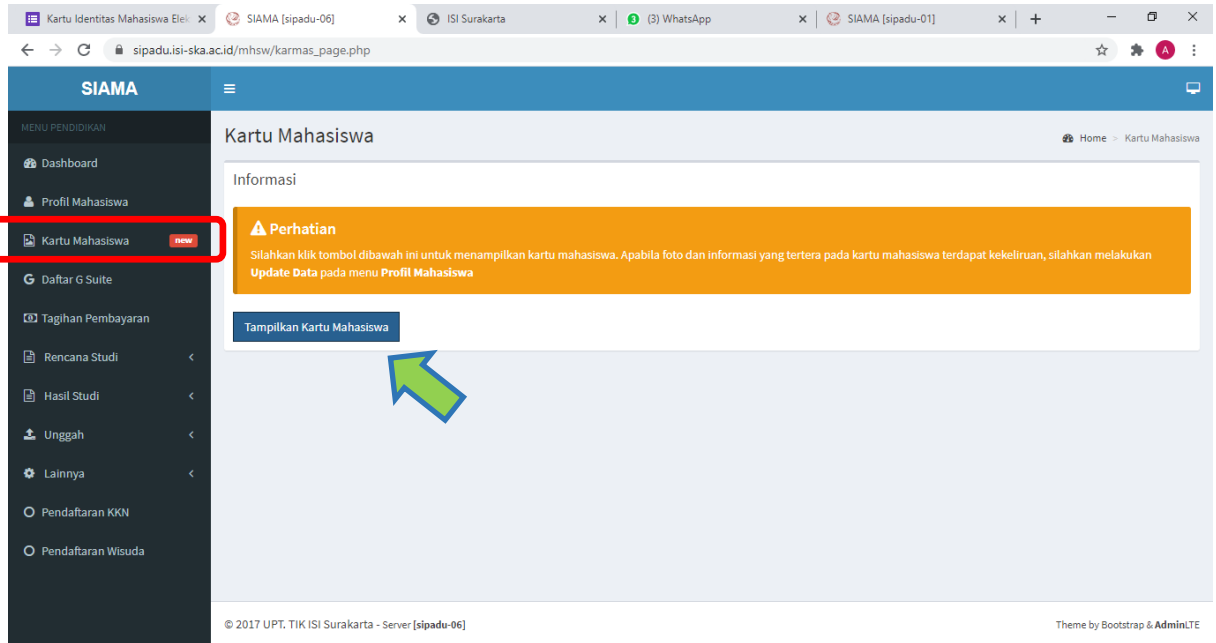 Kartu Identitas Mahasiswa Elek
SIAMA [sipadu-06]
ISI Surakarta
3
(3) WhatsApp
SIAMA [sipadu-01]
sipadu.isi-ska.ac.id/mhsw/karmas_page.php
A
SIAMA
MENU PENDIDIKAN
Dashboard
Profil Mahasiswa
Kartu Mahasiswa new
Daftar G Suite
Tagihan Pembayaran
Rencana Studi
Hasil Studi
Unggah
Lainnya
Pendaftaran KKN
Pendaftaran Wisuda
Kartu Mahasiswa
Home > Kartu Mahasiswa
Informasi
Perhatian
Silahkan klik tombol dibawah ini untuk menampilkan kartu mahasiswa. Apabila foto dan informasi yang tertera pada kartu mahasiswa terdapat kekeliruan, silahkan melakukan
Update Data pada menu Profil Mahasiswa
Tampilkan Kartu Mahasiswa
© 2017 UPT. TIK ISI Surakarta - Server [sipadu-06]
Theme by Bootstrap & AdminLTE